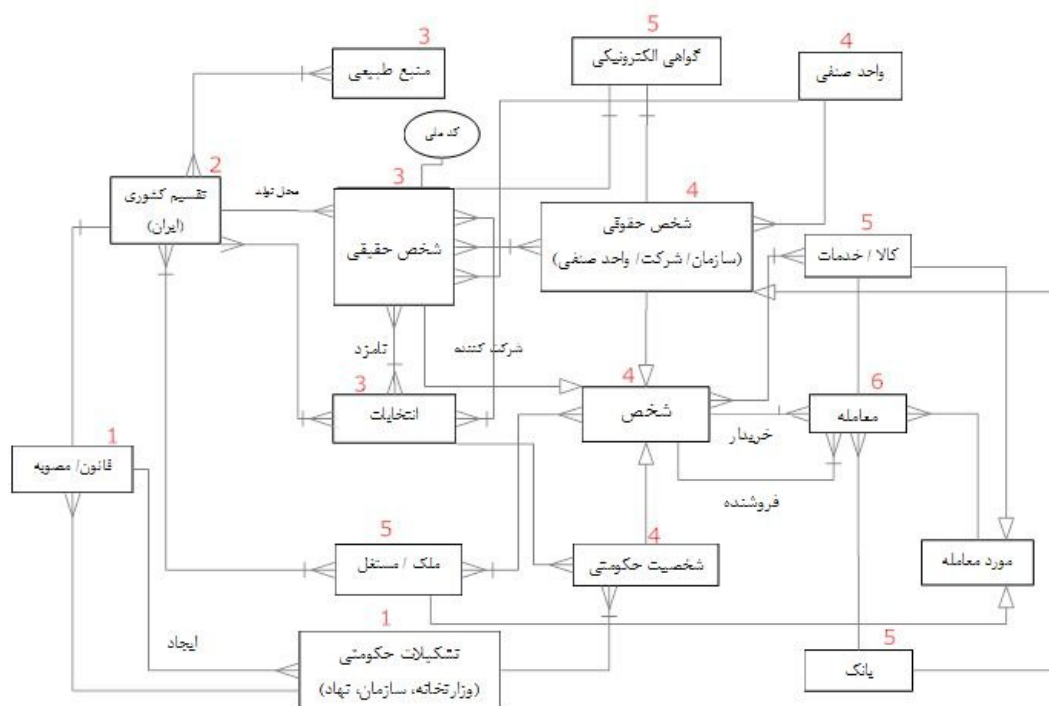 3
5
4
منبع طبیعی
گواهی الکترونیکی
واحد صنفی
کد ملی
2
3
4
5
تقسیم کشوری
(ایران)
محل تولد
شخص حقیقی
شخص حقوقی
(سازمان/ شرکت/ واحد صنفی)
کالا / خدمات
نامزد
شرکت کننده
3
4
6
انتخابات
شخص
معامله
خریدار
1
قانون/ مصوبه
فروشنده
5
4
ملک / مستغل
شخصیت حکومتی
مورد معامله
1
ایجاد
تشکیلات حکومتی
(وزارتخانه، سازمان، نهاد)
5
بانک